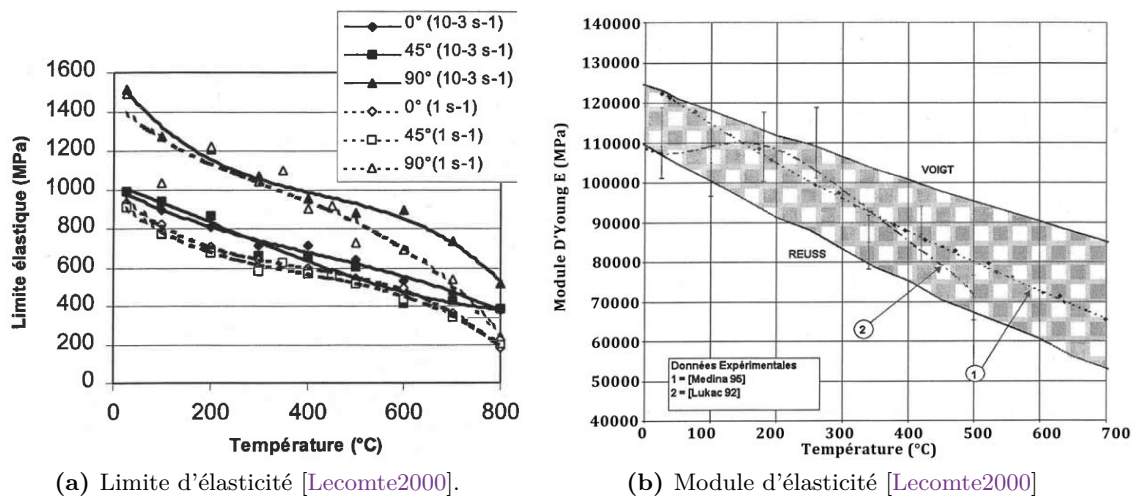 0° (10-3 s-1)
45° (10-3 s-1)
90° (10-3 s-1)
0° (1 s-1)
45°(1 s-1)
90°(1 s-1)
1600
1400
1200
1000
800
600
400
200
0
Limite élastique (MPa)
0 200 400 600 800
Température (°C)
130000
120000
110000
100000
90000
80000
70000
60000
50000
40000
Module D'Young E (MPa)
VOIGT
REUSS
2
1
Données Expérimentales
1 = [Medina 95]
2 = [Lukac 92]
0 100 200 300 400 500 600 700
Température (°C)
(a) Limite d'élasticité [Lecomte2000].
(b) Module d'élasticité [Lecomte2000]